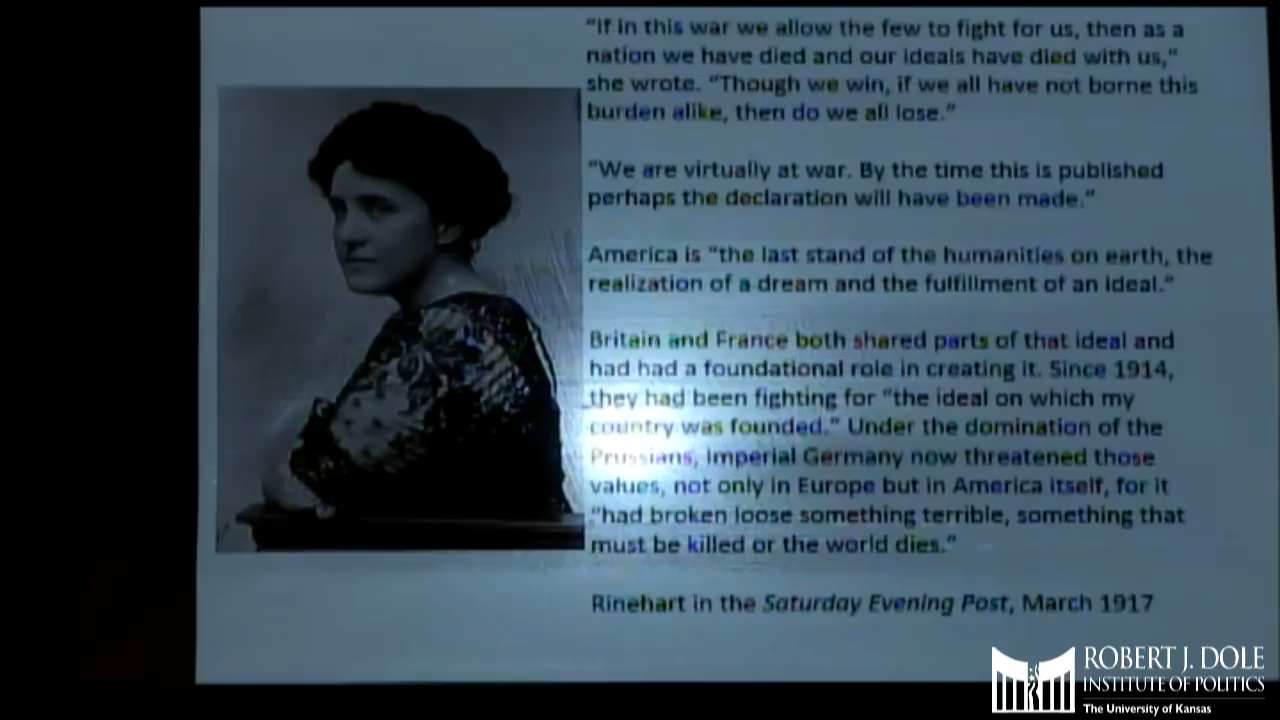 "If in this war we allow the few to fight for us, then as a
nation we have died and our ideals have died with us,"
she wrote. "Though we win, if we all have not borne this
burden alike, then do we all lose."
"We are virtually at war. By the time this is published
perhaps the declaration will have been made."
America is "the last stand of the humanities on earth, the
realization of a dream and the fulfillment of an ideal."
Britain and France both shared parts of that ideal and
had had a foundational role in creating it. Since 1914,
they had been fighting for "the ideal on which my
country was founded." Under the domination of the
Prussians, Imperial Germany now threatened those
values, not only in Europe but in America itself, for it
"had broken loose something terrible, something that
must be killed or the world dies."
Rinehart in the Saturday Evening Post, March 1917
ROBERT J. DOLE
INSTITUTE OF POLITICS
The University of Kansas